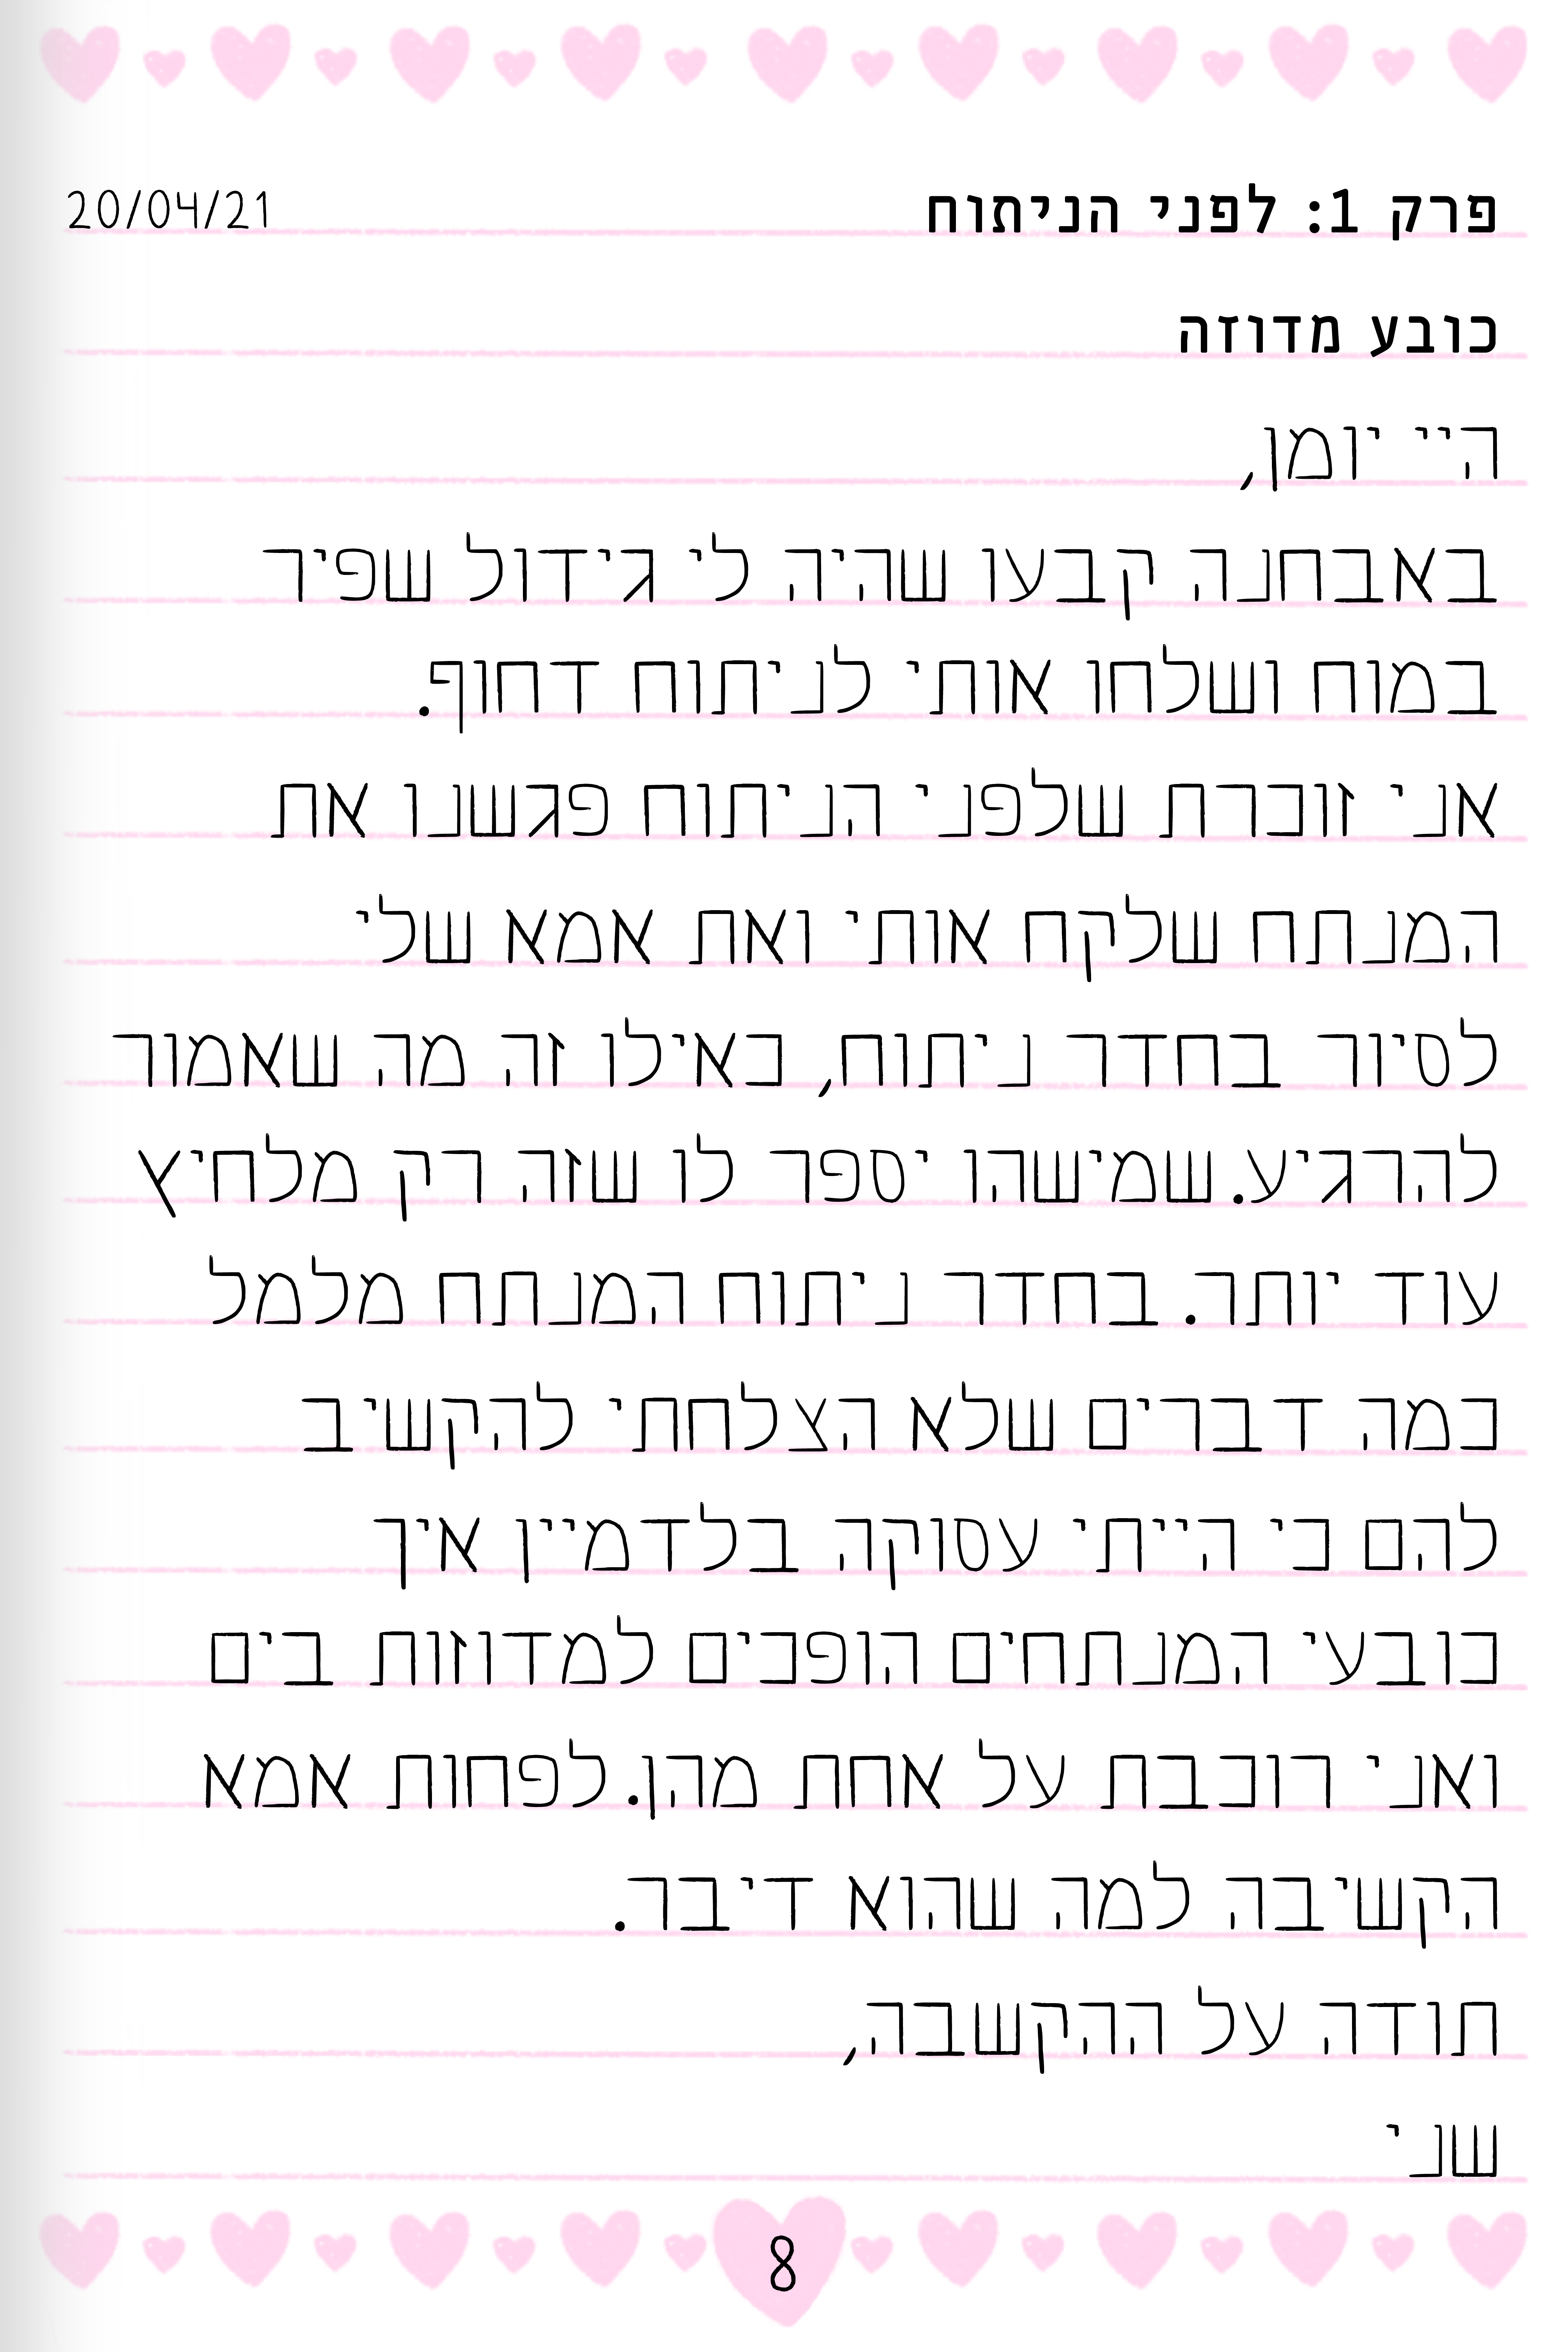 פרק 1: לפני הניתוח 20/04/21
כובע מדוזה
היי יומן,
באבחנה קבעו שהיה לי גידול שפיר
במוח ושלחו אותי לניתוח דחוף.
אני זוכרת שלפני הניתוח פגשנו את
המנתח שלקח אותי ואת אמא שלי
לסיור בחדר ניתוח, כאילו זה מה שאמור
להרגיע. שמישהו יספר לו שזה רק מלחיץ
עוד יותר. בחדר ניתוח המנתח מלמל
כמה דברים שלא הצלחתי להקשיב
להם כי הייתי עסוקה בלדמיין איך
כובעי המנתחים הופכים למדוזות בים
ואני רוכבת על אחת מהן. לפחות אמא
הקשיבה למה שהוא דיבר.
תודה על ההקשבה,
שני
8